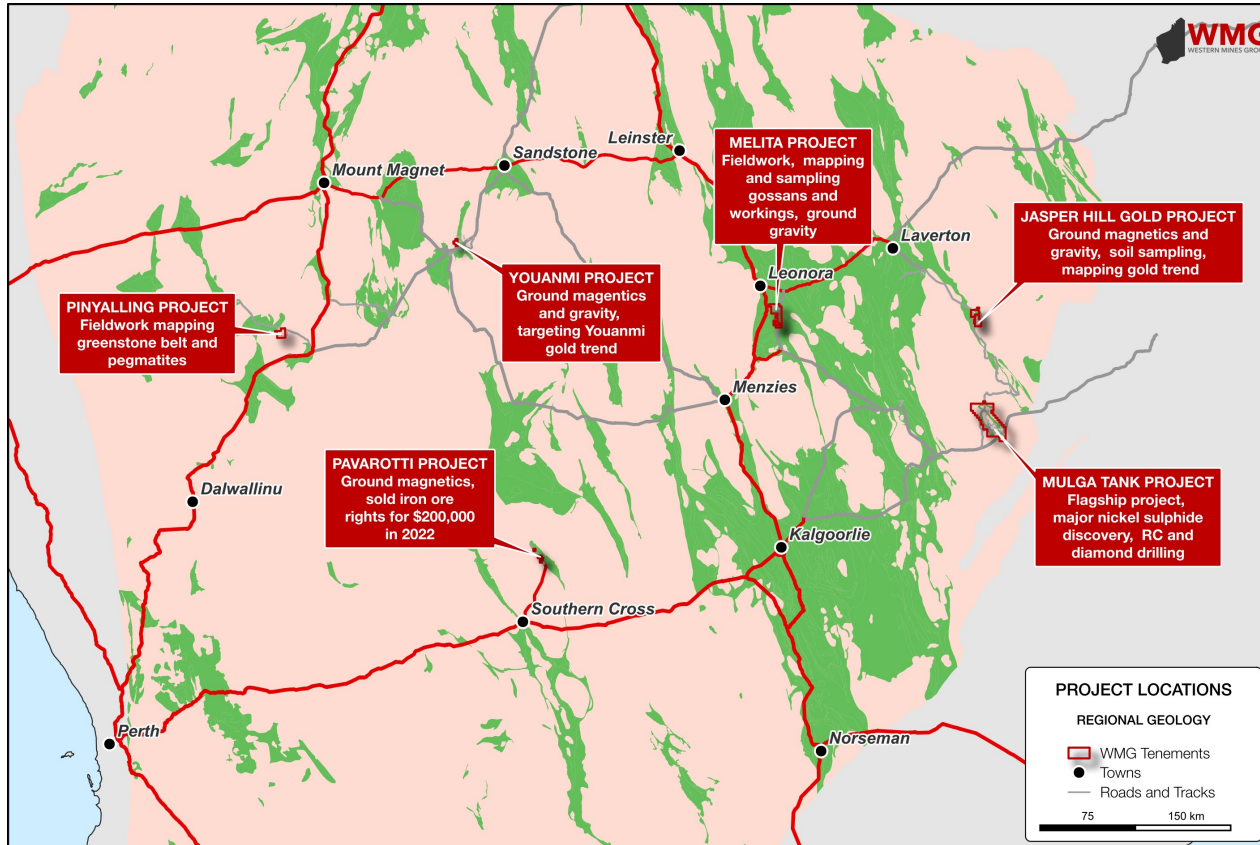 WMG
WESTERN MINES GROUP
Leinster
Sandstone
Mount Magnet
MELITA PROJECT
Fieldwork, mapping
and sampling
gossans and
workings, ground
gravity
JASPER HILL GOLD PROJECT
Ground magnetics and
gravity, soil sampling,
mapping gold trend
Laverton
Leonora
YOUANMI PROJECT
Ground magentics
and gravity,
targeting Youanmi
gold trend
PINYALLING PROJECT
Fieldwork mapping
greenstone belt and
pegmatites
Menzies
PAVAROTTI PROJECT
Ground magnetics,
sold iron ore
rights for $200,000
in 2022
MULGA TANK PROJECT
Flagship project,
major nickel sulphide
discovery, RC and
diamond drilling
Dalwallinu
Kalgoorlie
Southern Cross
Perth
Norseman
PROJECT LOCATIONS
REGIONAL GEOLOGY
WMG Tenements
Towns
Roads and Tracks
75 150 km